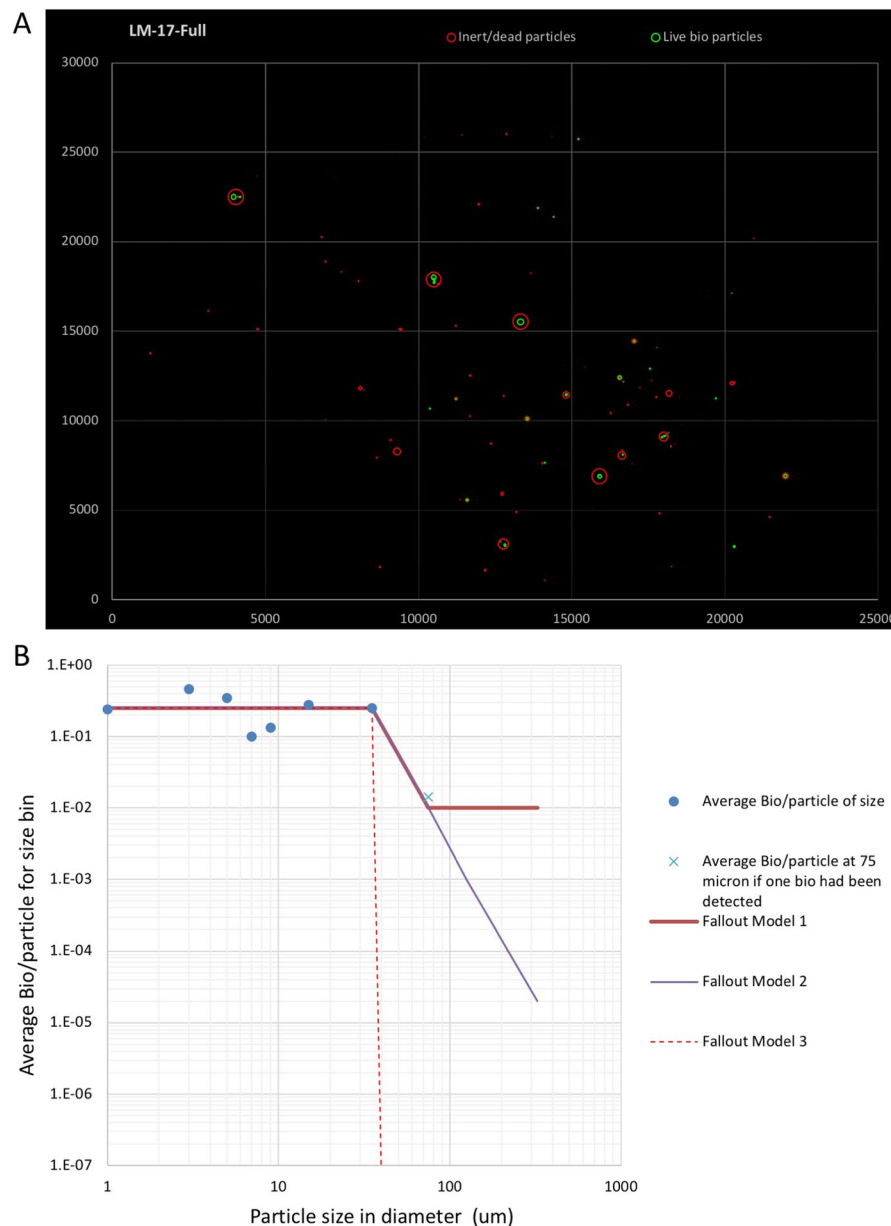 A
LM-17-Full
Inert/dead particles
Live bio particles
30000
25000
20000
15000
10000
5000
0
0 5000 10000 15000 20000 25000
B
1.E+00
1.E-01
1.E-02
1.E-03
1.E-04
1.E-05
1.E-06
1.E-07
Average Bio/particle for size bin
1 10 100 1000
Particle size in diameter (um)
Average Bio/particle of size
Average Bio/particle at 75
micron if one bio had been
detected
Fallout Model 1
Fallout Model 2
Fallout Model 3